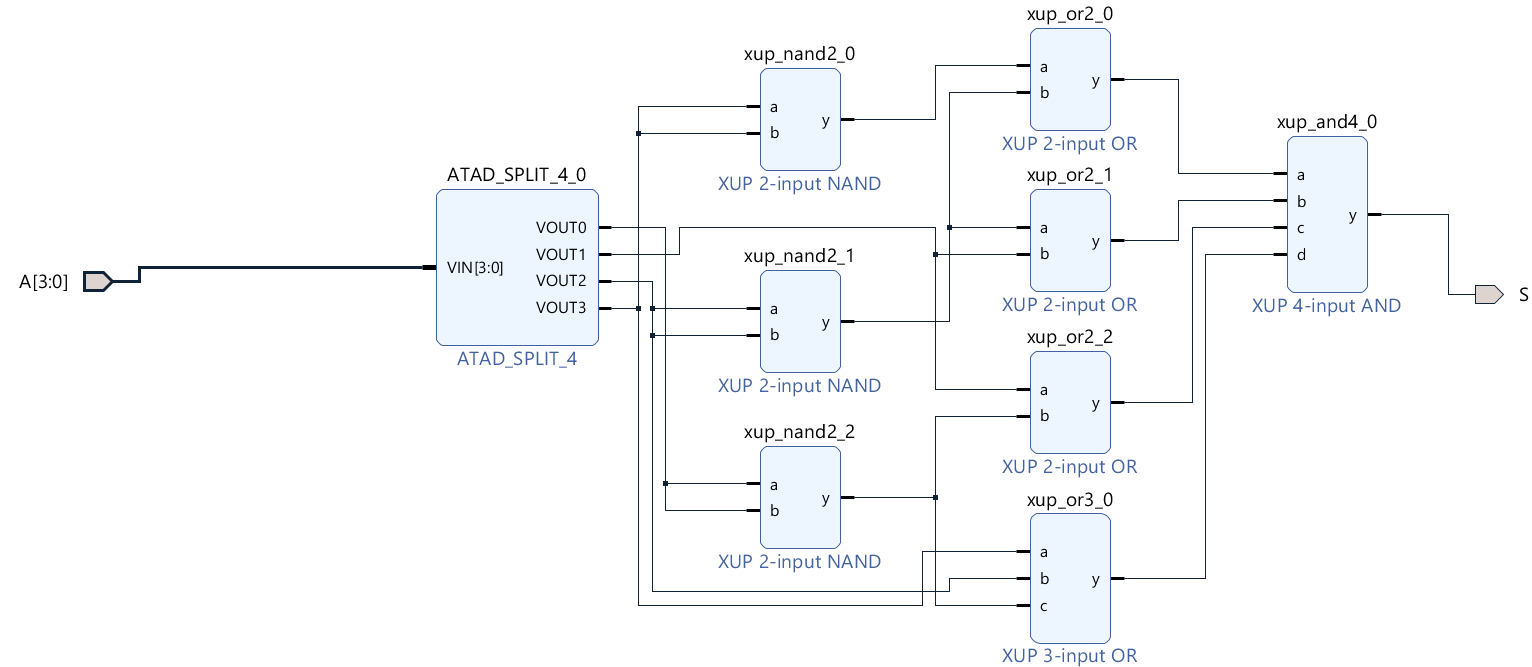 A[3:0]
ATAD_SPLIT_4_0
VIN[3:0]
VOUT0
VOUT1
VOUT2
VOUT3
ATAD_SPLIT_4
xup_nand2_0
a
b
y
XUP 2-input NAND
xup_nand2_1
a
b
y
XUP 2-input NAND
xup_nand2_2
a
b
y
XUP 2-input NAND
xup_or2_0
a
b
y
XUP 2-input OR
xup_or2_1
a
b
y
XUP 2-input OR
xup_or2_2
a
b
y
XUP 2-input OR
xup_or3_0
a
b
c
y
XUP 3-input OR
xup_and4_0
a
b
c
d
y
XUP 4-input AND
S